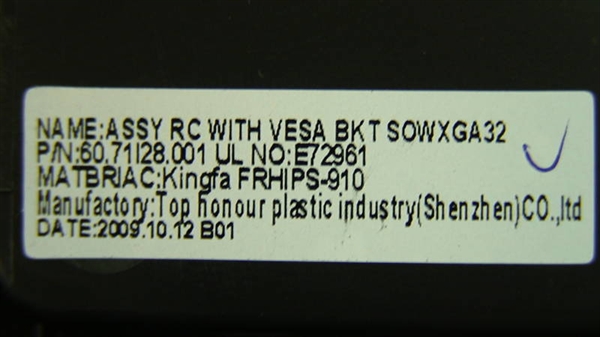 NAME:ASSY RC WITH VESA BKT SOWXGA32
P/N:60.71I28.001 UL NO:E72961
MATBRIAC:Kingfa FRHIPS-910
Manufactory:Top honour plastic industry(Shenzhen)CO.,ltd
DATE:2009.10.12 B01